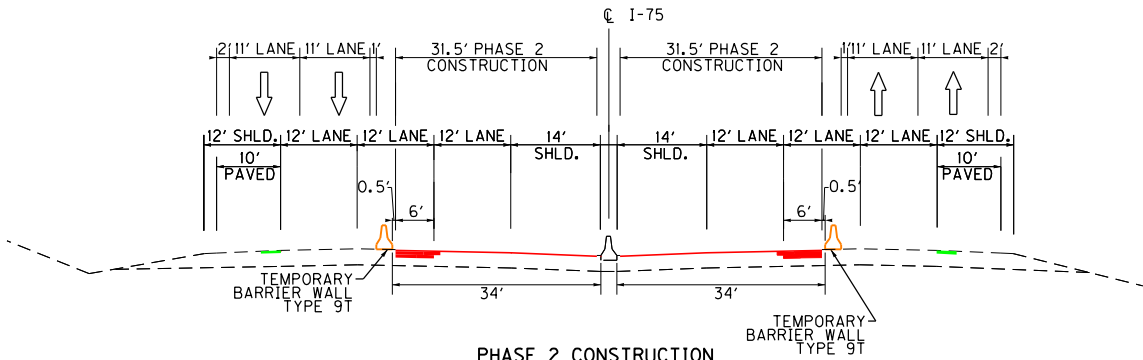 ℄ I-75
2' 11' LANE 11' LANE 1' 31.5' PHASE 2 CONSTRUCTION 31.5' PHASE 2 CONSTRUCTION 1' 11' LANE 11' LANE 2'
12' SHLD. 12' LANE 12' LANE 12' LANE 14' SHLD. 14' SHLD. 12' LANE 12' LANE 12' LANE 12' SHLD.
10' PAVED 10' PAVED
0.5' 0.5'
6' 6'
TEMPORARY
BARRIER WALL
TYPE 9T
34' 34'
TEMPORARY
BARRIER WALL
TYPE 9T
PHASE 2 CONSTRUCTION